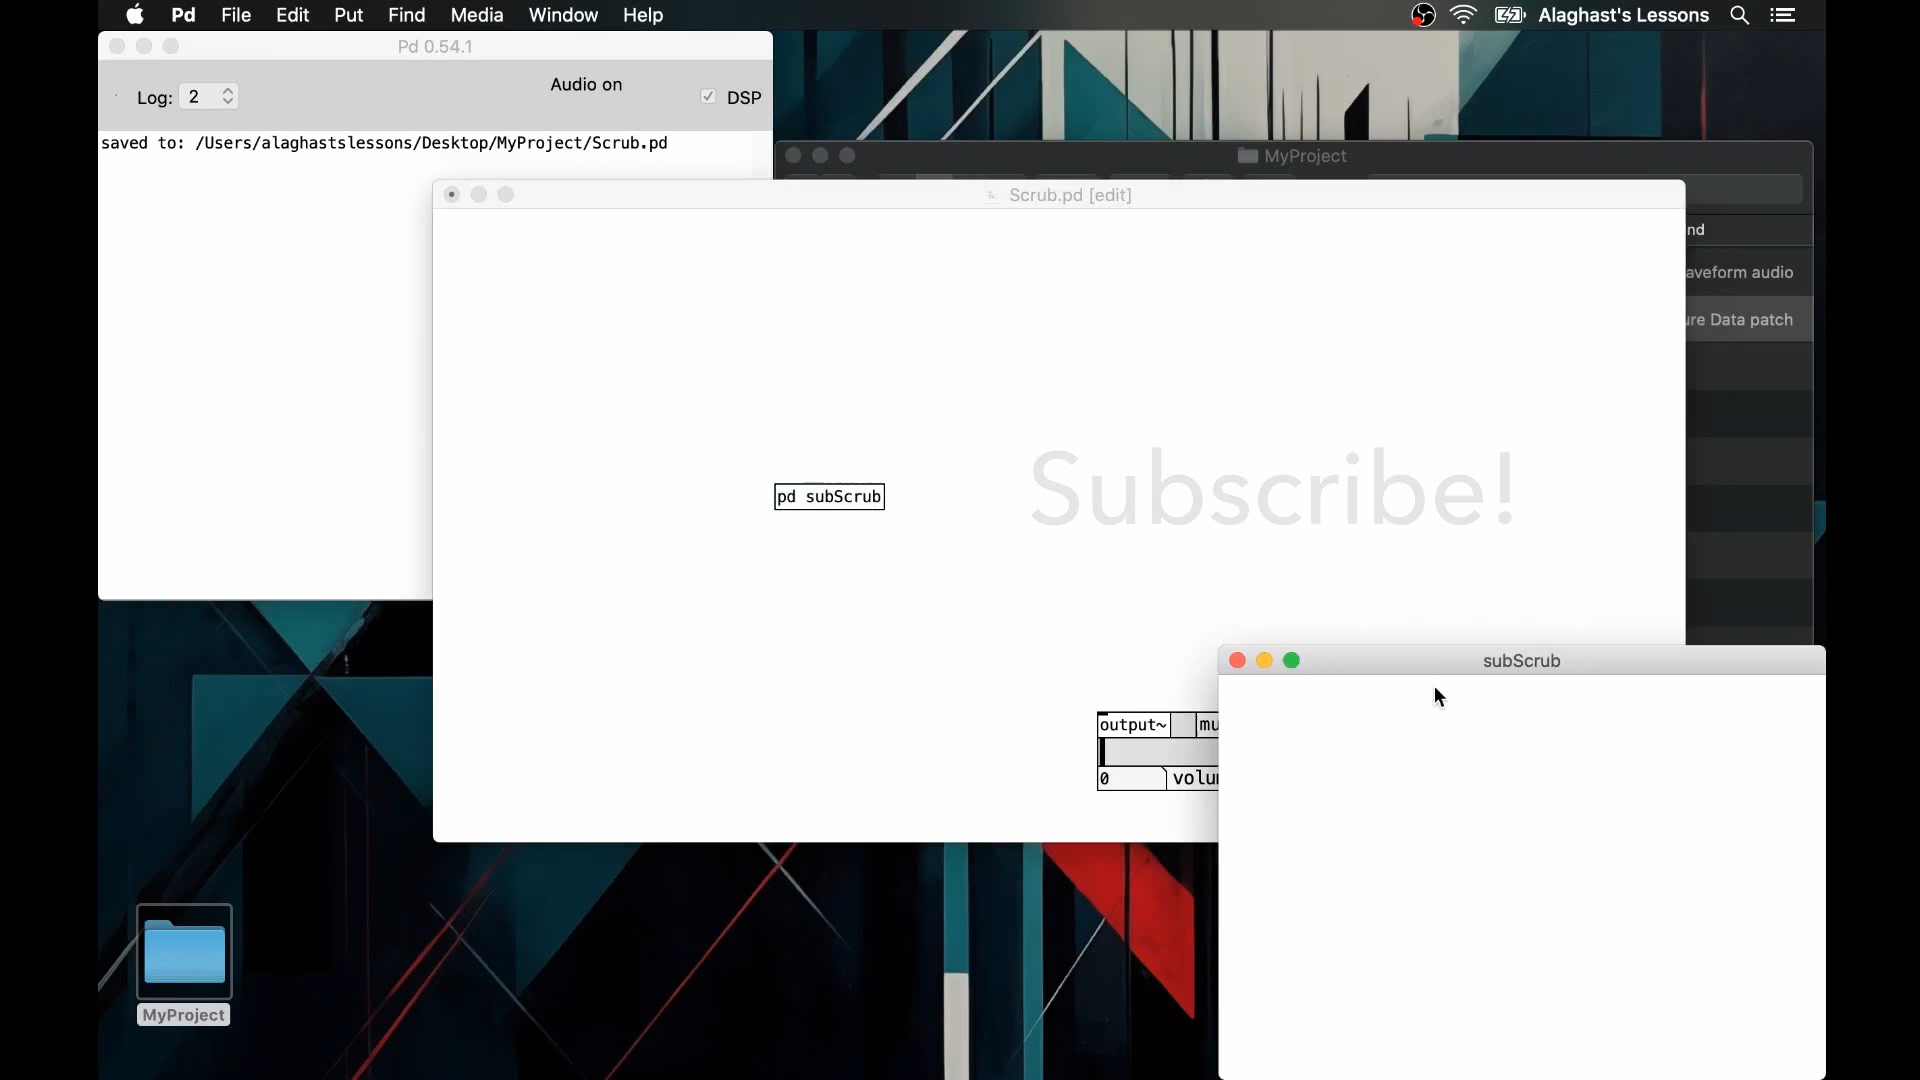 Pd File Edit Put Find Media Window Help
Alaghast's Lessons
Pd 0.54.1
Log: 2
Audio on
DSP
saved to: /Users/alaghastslessons/Desktop/MyProject/Scrub.pd
MyProject
Scrub.pd [edit]
nd
aveform audio
ure Data patch
pd subScrub
Subscribe!
subScrub
output~ mu
0 volu
MyProject